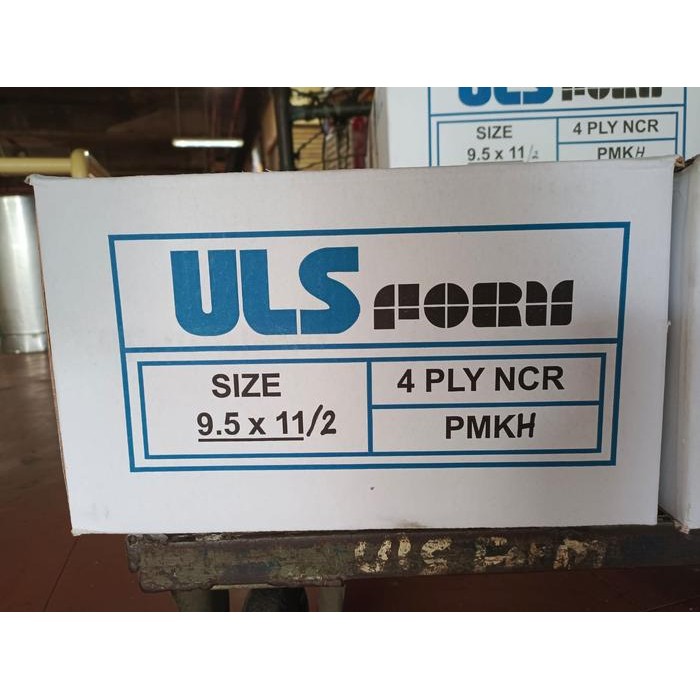 ULS FORM
SIZE
4 PLY NCR
9.5 x 11/2
PMKH
ULS FORM
SIZE
9.5 x 11/2
4 PLY NCR
PMKH
ULS